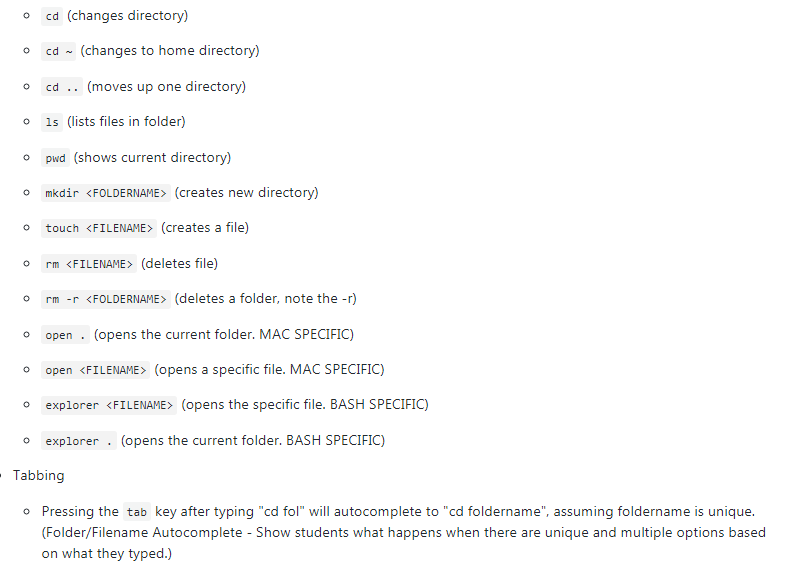 cd (changes directory)
cd ~ (changes to home directory)
cd .. (moves up one directory)
ls (lists files in folder)
pwd (shows current directory)
mkdir <FOLDERNAME> (creates new directory)
touch <FILENAME> (creates a file)
rm <FILENAME> (deletes file)
rm -r <FOLDERNAME> (deletes a folder, note the -r)
open . (opens the current folder. MAC SPECIFIC)
open <FILENAME> (opens a specific file. MAC SPECIFIC)
explorer <FILENAME> (opens the specific file. BASH SPECIFIC)
explorer . (opens the current folder. BASH SPECIFIC)
Tabbing
Pressing the tab key after typing "cd fol" will autocomplete to "cd foldername", assuming foldername is unique.
(Folder/Filename Autocomplete - Show students what happens when there are unique and multiple options based
on what they typed.)